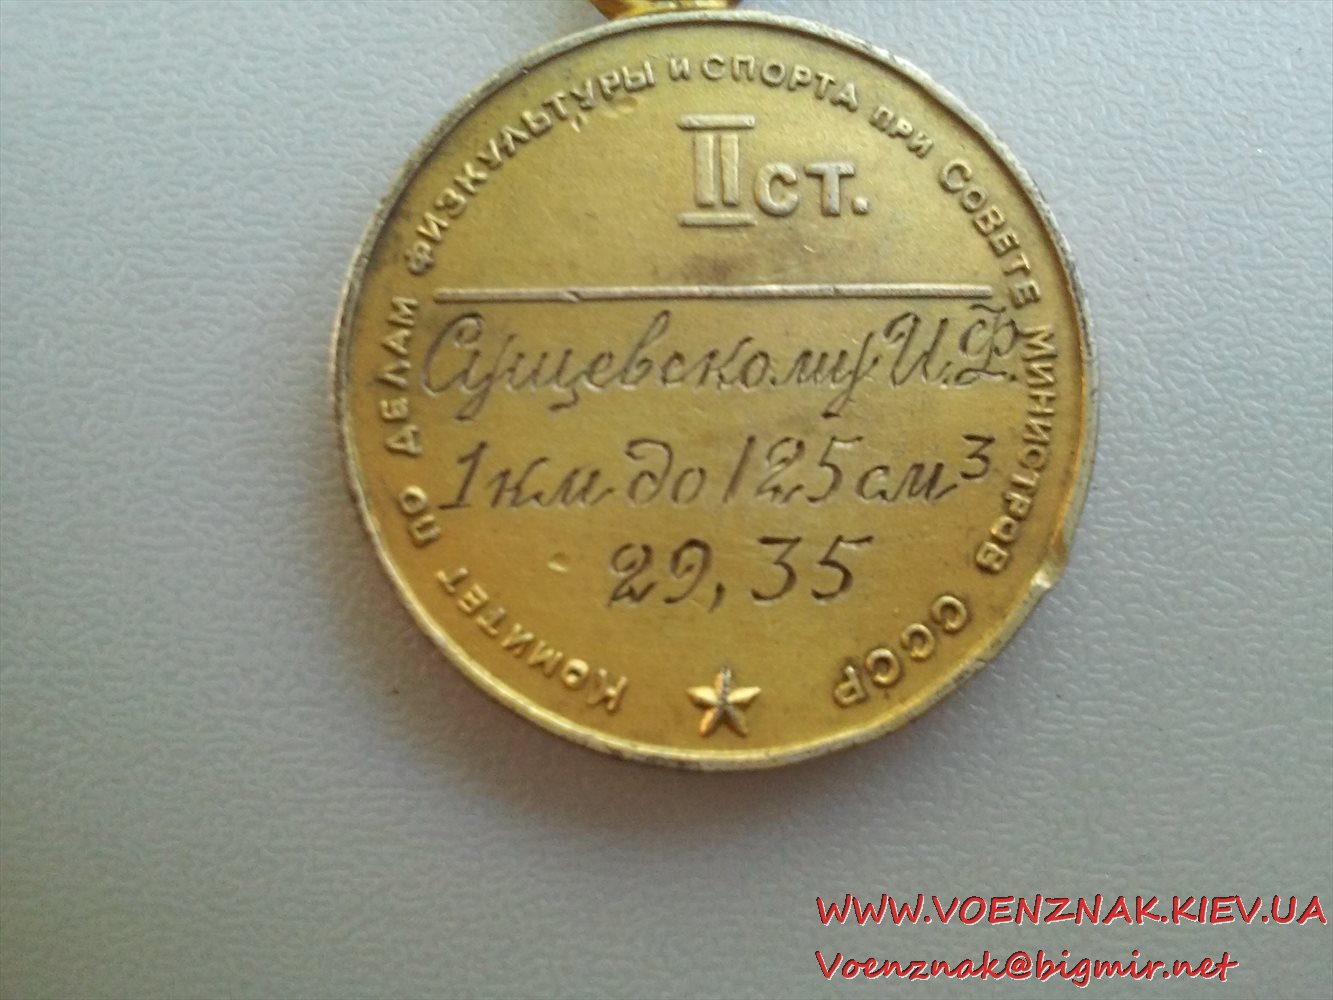 Комитет по делам физкультуры и спорта при Совете Министров СССР
II ст.
Сущевскому И.Ф.
1 км до 125 см³
29,35
WWW.VOENZNAK.KIEV.UA
Voenznak@bigmir.net